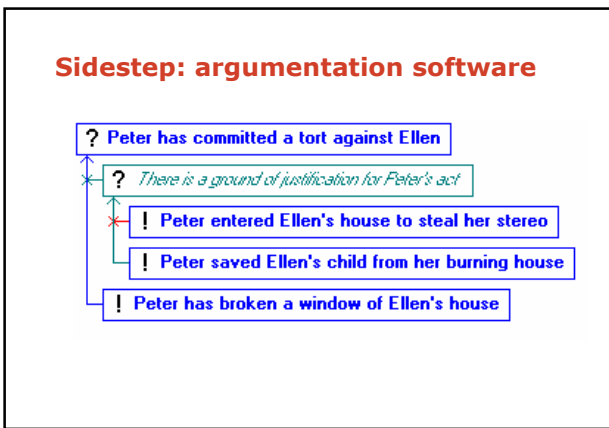 Sidestep: argumentation software
? Peter has committed a tort against Ellen
? There is a ground of justification for Peter's act
! Peter entered Ellen's house to steal her stereo
! Peter saved Ellen's child from her burning house
! Peter has broken a window of Ellen's house